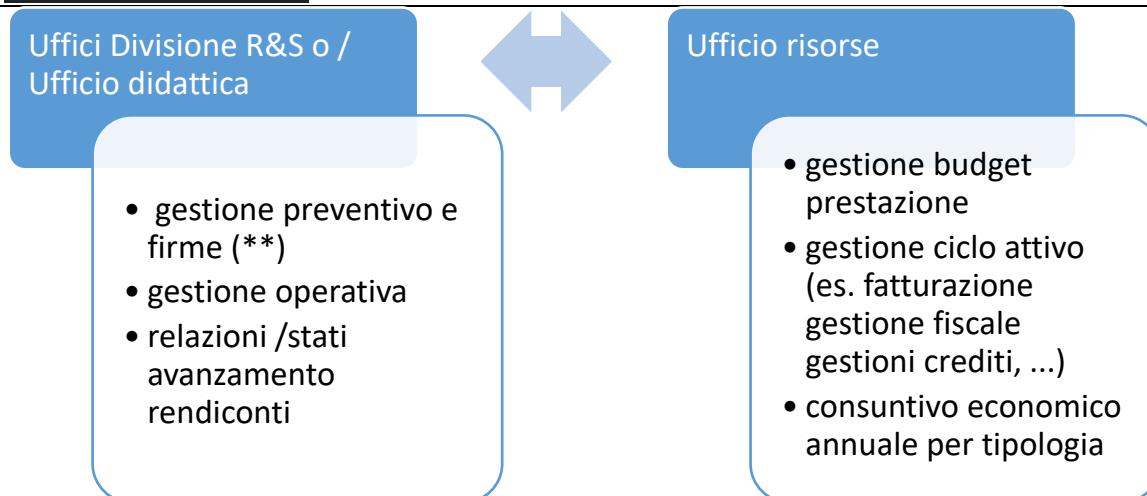 Uffici Divisione R&S o /
Ufficio didattica
• gestione preventivo e
firme (**)
• gestione operativa
• relazioni /stati
avanzamento
rendiconti
Ufficio risorse
• gestione budget
prestazione
• gestione ciclo attivo
(es. fatturazione
gestione fiscale
gestioni crediti, ...)
• consuntivo economico
annuale per tipologia